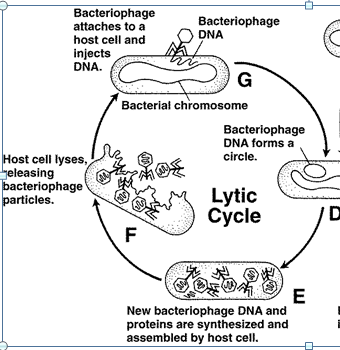 Bacteriophage
attaches to a
host cell and
injects
DNA.
Bacteriophage
DNA
G
Bacterial chromosome
Bacteriophage
DNA forms a
circle.
D
Host cell lyses,
releasing
bacteriophage
particles.
Lytic
Cycle
F
E
New bacteriophage DNA and
proteins are synthesized and
assembled by host cell.